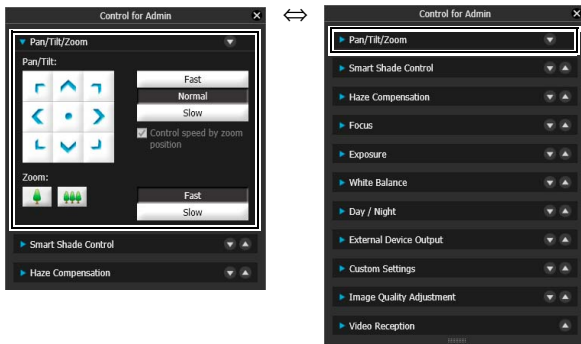 Control for Admin
Pan/Tilt/Zoom
Pan/Tilt:
Fast
Normal
Slow
Control speed by zoom
position
Zoom:
Fast
Slow
Smart Shade Control
Haze Compensation
Control for Admin
Pan/Tilt/Zoom
Smart Shade Control
Haze Compensation
Focus
Exposure
White Balance
Day / Night
External Device Output
Custom Settings
Image Quality Adjustment
Video Reception